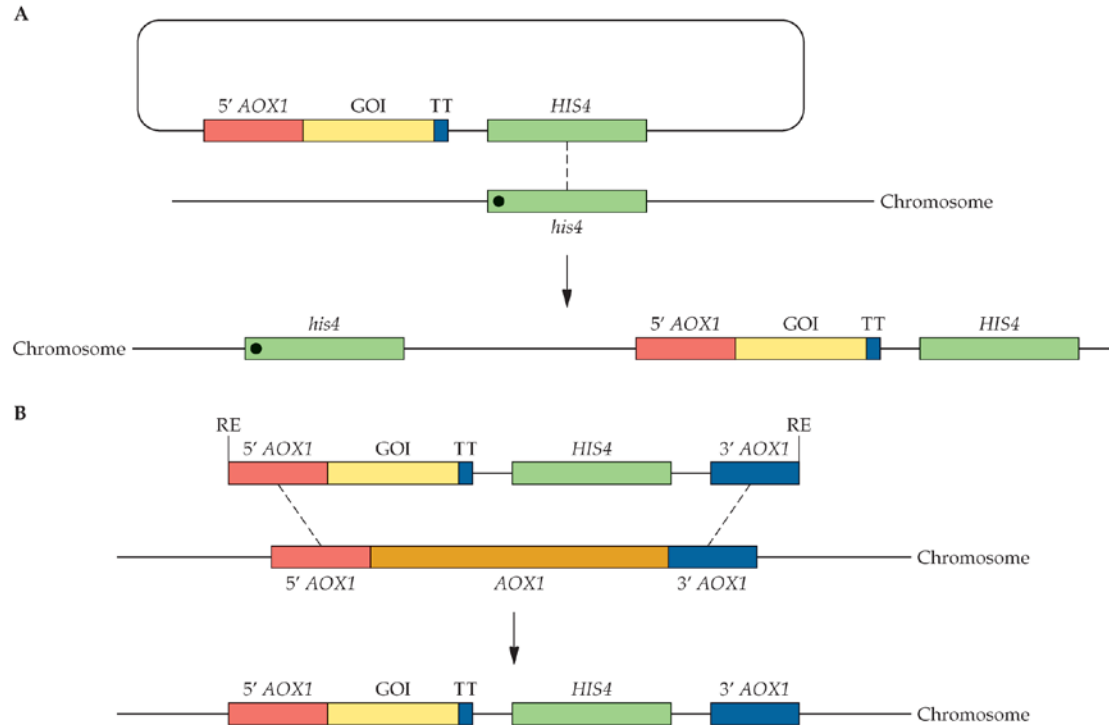 A
5' AOX1 GOI TT HIS4
Chromosome
his4
his4 5' AOX1 GOI TT HIS4
Chromosome
B
RE RE
5' AOX1 GOI TT HIS4 3' AOX1
Chromosome
5' AOX1 AOX1 3' AOX1
5' AOX1 GOI TT HIS4 3' AOX1
Chromosome